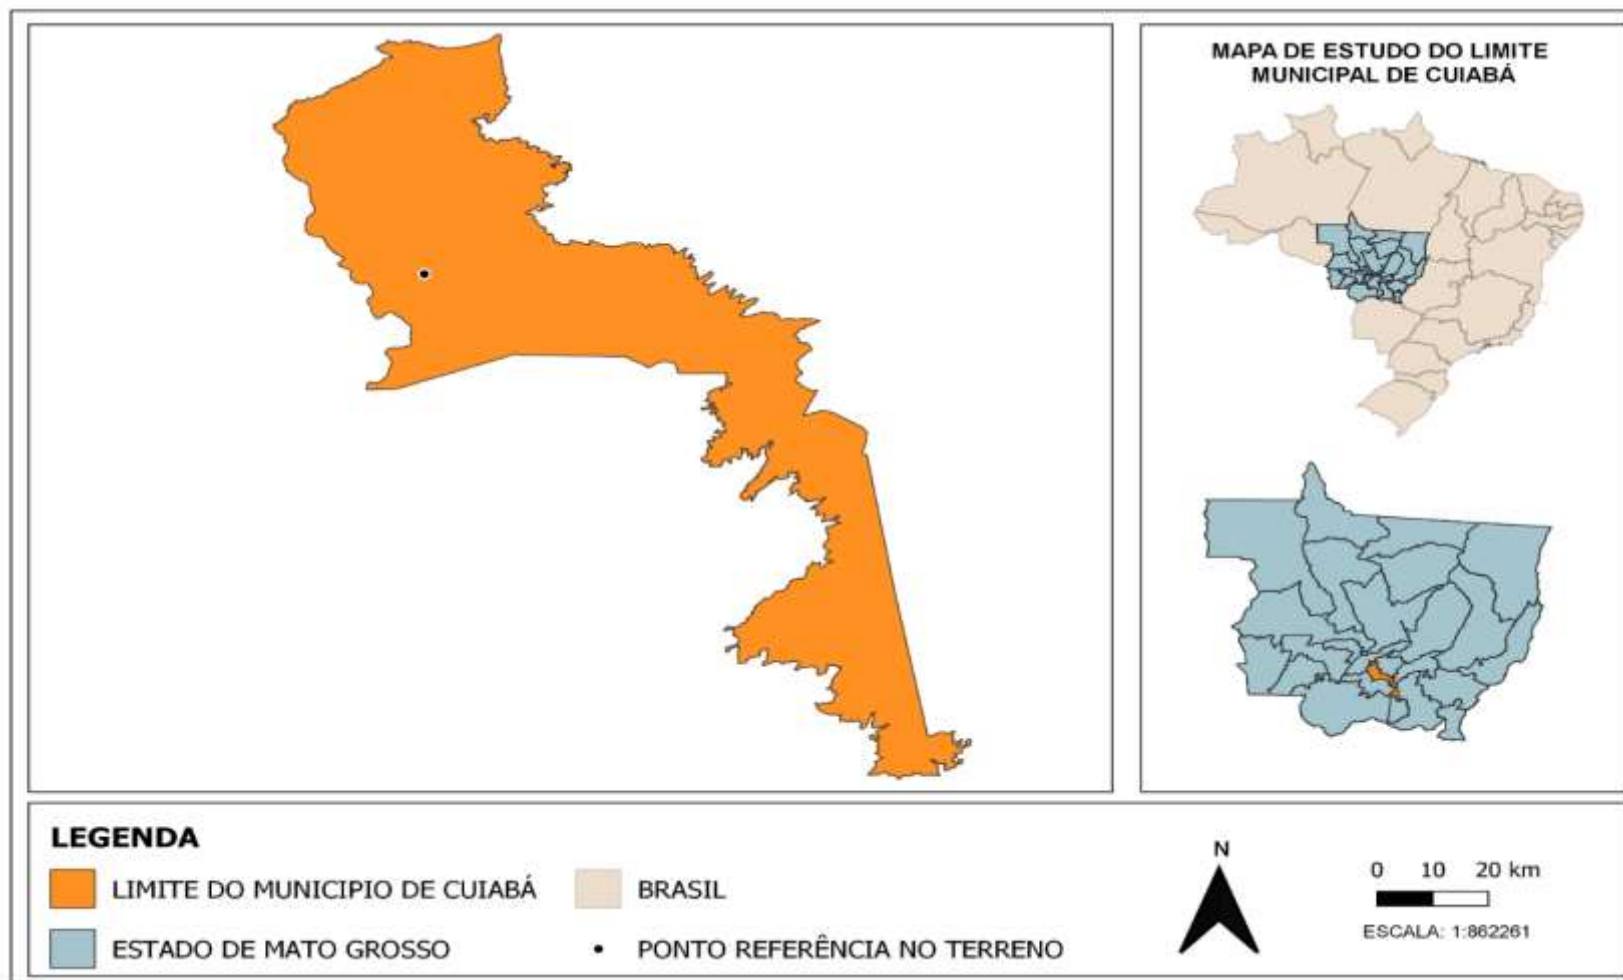 MAPA DE ESTUDO DO LIMITE
MUNICIPAL DE CUIABÁ
LEGENDA
LIMITE DO MUNICIPIO DE CUIABÁ
BRASIL
ESTADO DE MATO GROSSO
PONTO REFERÊNCIA NO TERRENO
N
0 10 20 km
ESCALA: 1:862261